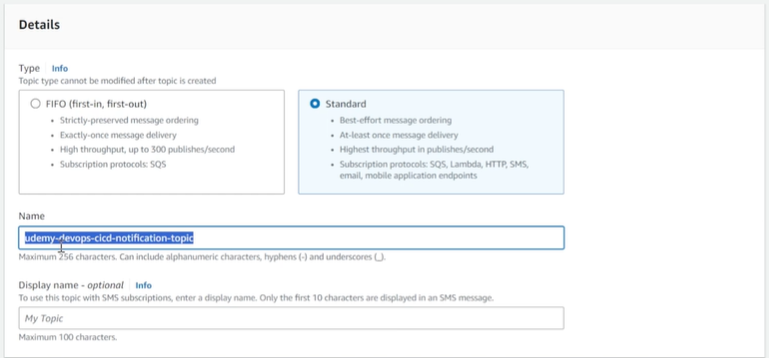 Details
Type Info
Topic type cannot be modified after topic is created
FIFO (first-in, first-out)
• Strictly-preserved message ordering
• Exactly-once message delivery
• High throughput, up to 300 publishes/second
• Subscription protocols: SQS
Standard
• Best-effort message ordering
• At-least once message delivery
• Highest throughput in publishes/second
• Subscription protocols: SQS, Lambda, HTTP, SMS,
email, mobile application endpoints
Name
udemy-devops-cicd-notification-topic
Maximum 256 characters. Can include alphanumeric characters, hyphens (-) and underscores (_).
Display name - optional Info
To use this topic with SMS subscriptions, enter a display name. Only the first 10 characters are displayed in an SMS message.
My Topic
Maximum 100 characters.